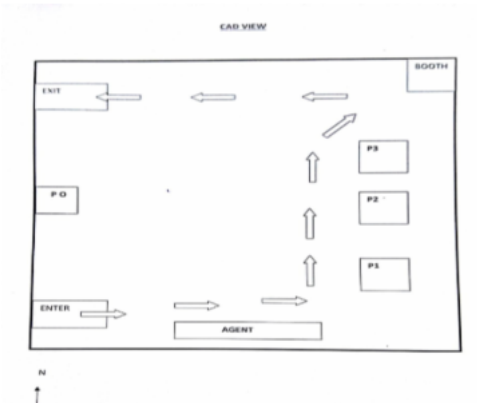 CAD VIEW
BOOTH
EXIT
P3
P O
P2
P1
ENTER
AGENT
N